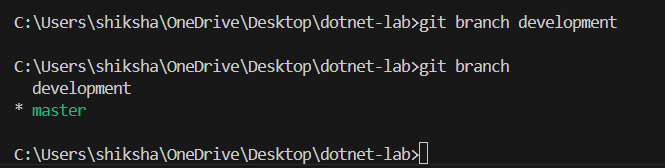 C:\Users\shiksha\OneDrive\Desktop\dotnet-lab>git branch development
C:\Users\shiksha\OneDrive\Desktop\dotnet-lab>git branch
  development
* master
C:\Users\shiksha\OneDrive\Desktop\dotnet-lab>